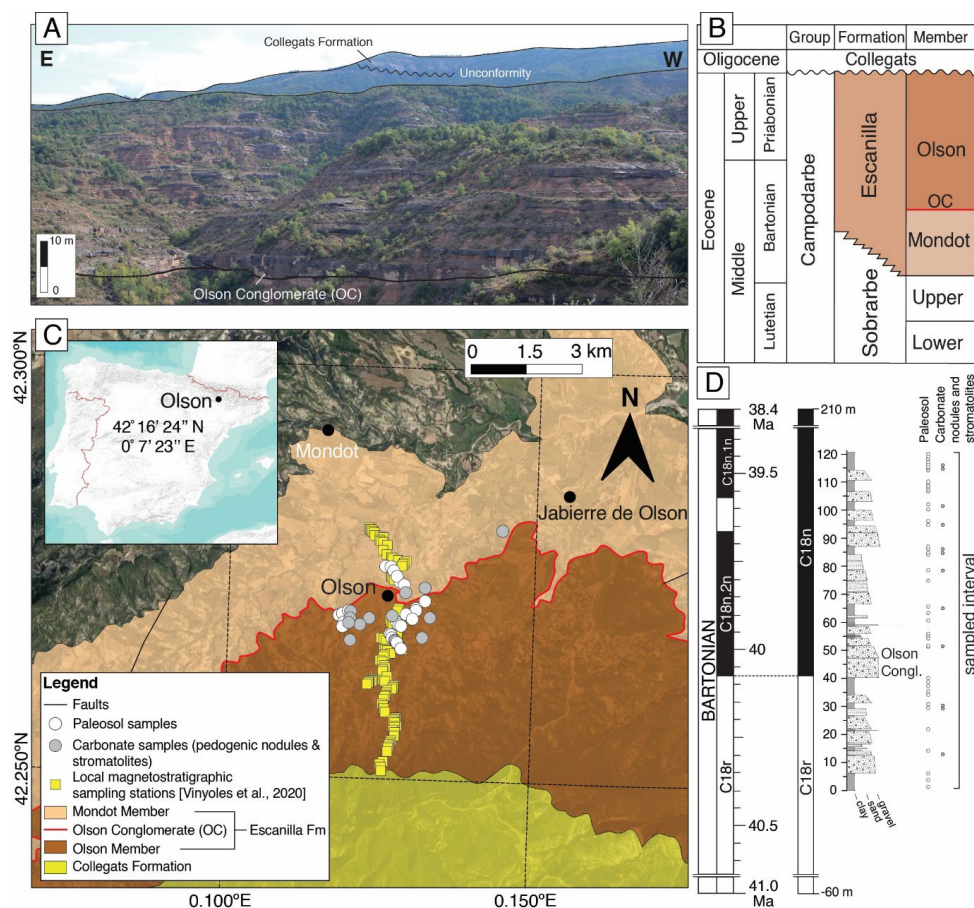 A
Collegats Formation
E
W
Unconformity
10 m
0
Olson Conglomerate (OC)
B
Group
Formation
Member
Oligocene
Collegats
Eocene
Upper
Middle
Priabonian
Bartonian
Lutetian
Campodarbe
Escanilla
Sobrarbe
Olson
OC
Mondot
Upper
Lower
C
42.300ºN
42.250ºN
Olson
42° 16' 24'' N
0° 7' 23'' E
0 1.5 3 km
N
Mondot
Jabierre de Olson
Olson
Legend
Faults
Paleosol samples
Carbonate samples (pedogenic nodules &
stromatolites)
Local magnetostratigraphic
sampling stations [Vinyoles et al., 2020]
Mondot Member
Olson Conglomerate (OC)
Escanilla Fm
Olson Member
Collegats Formation
0.100ºE
0.150ºE
D
Paleosol
Carbonate
nodules and
stromatolites
38.4
Ma
39.5
40
40.5
41.0
Ma
BARTONIAN
C18n.1n
C18n.2n
C18r
C18n
C18r
210 m
-60 m
120
110
100
90
80
70
60
50
40
30
20
10
0
Olson
Congl.
clay
sand
gravel
sampled interval